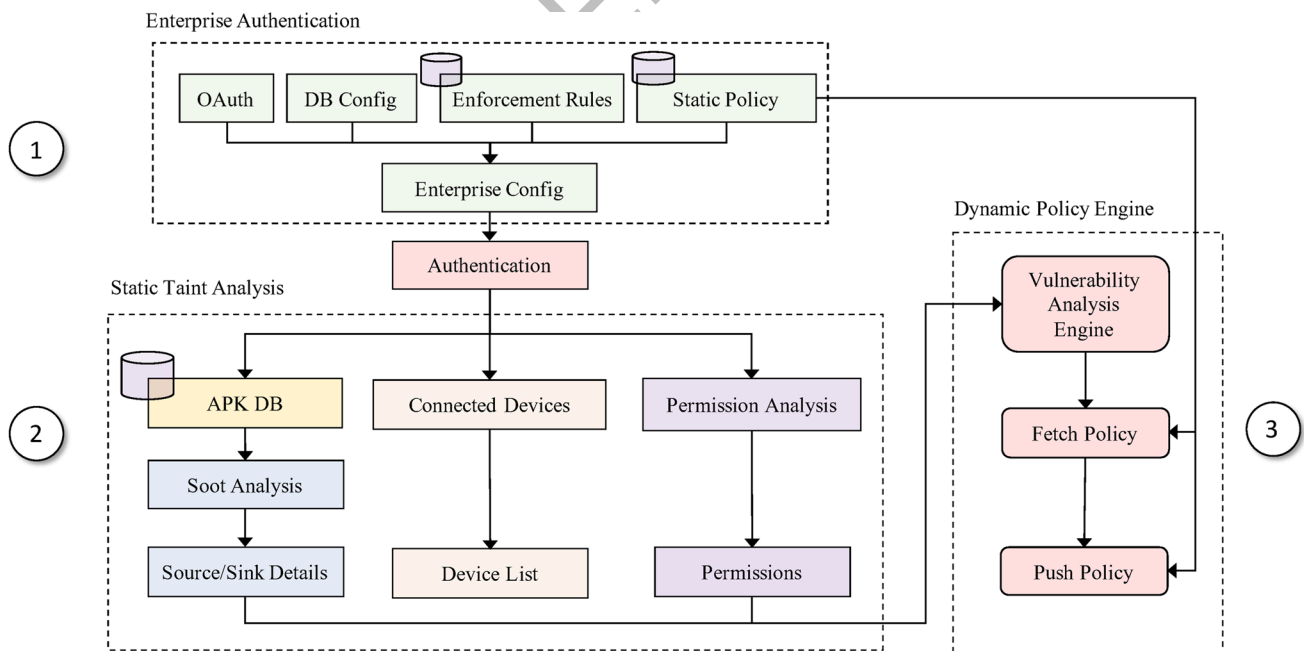 Enterprise Authentication
OAuth
DB Config
Enforcement Rules
Static Policy
1
Enterprise Config
Dynamic Policy Engine
Authentication
Static Taint Analysis
Vulnerability
Analysis
Engine
APK DB
Connected Devices
Permission Analysis
Fetch Policy
2
3
Soot Analysis
Source/Sink Details
Device List
Permissions
Push Policy